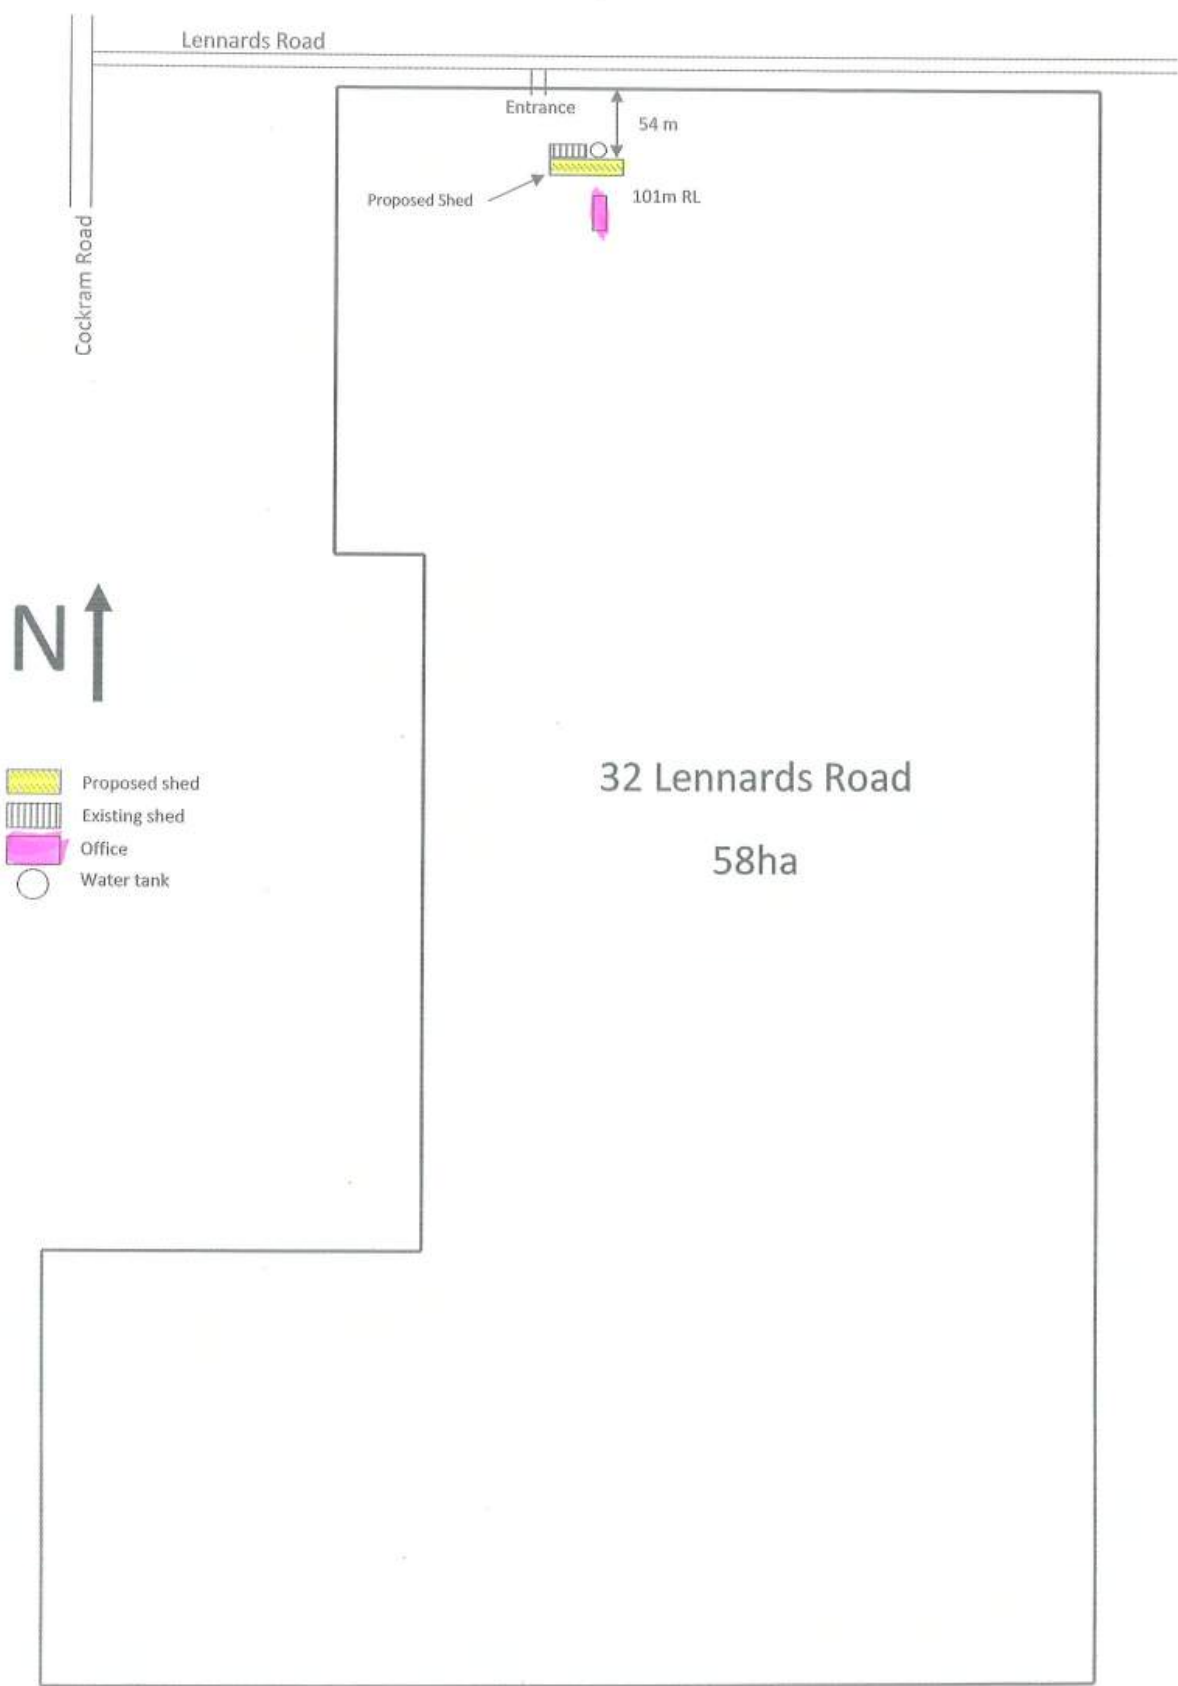 Lennards Road
Entrance
54 m
Proposed Shed
101m RL
Cockram Road
N
32 Lennards Road
58ha
Proposed shed
Existing shed
Office
Water tank